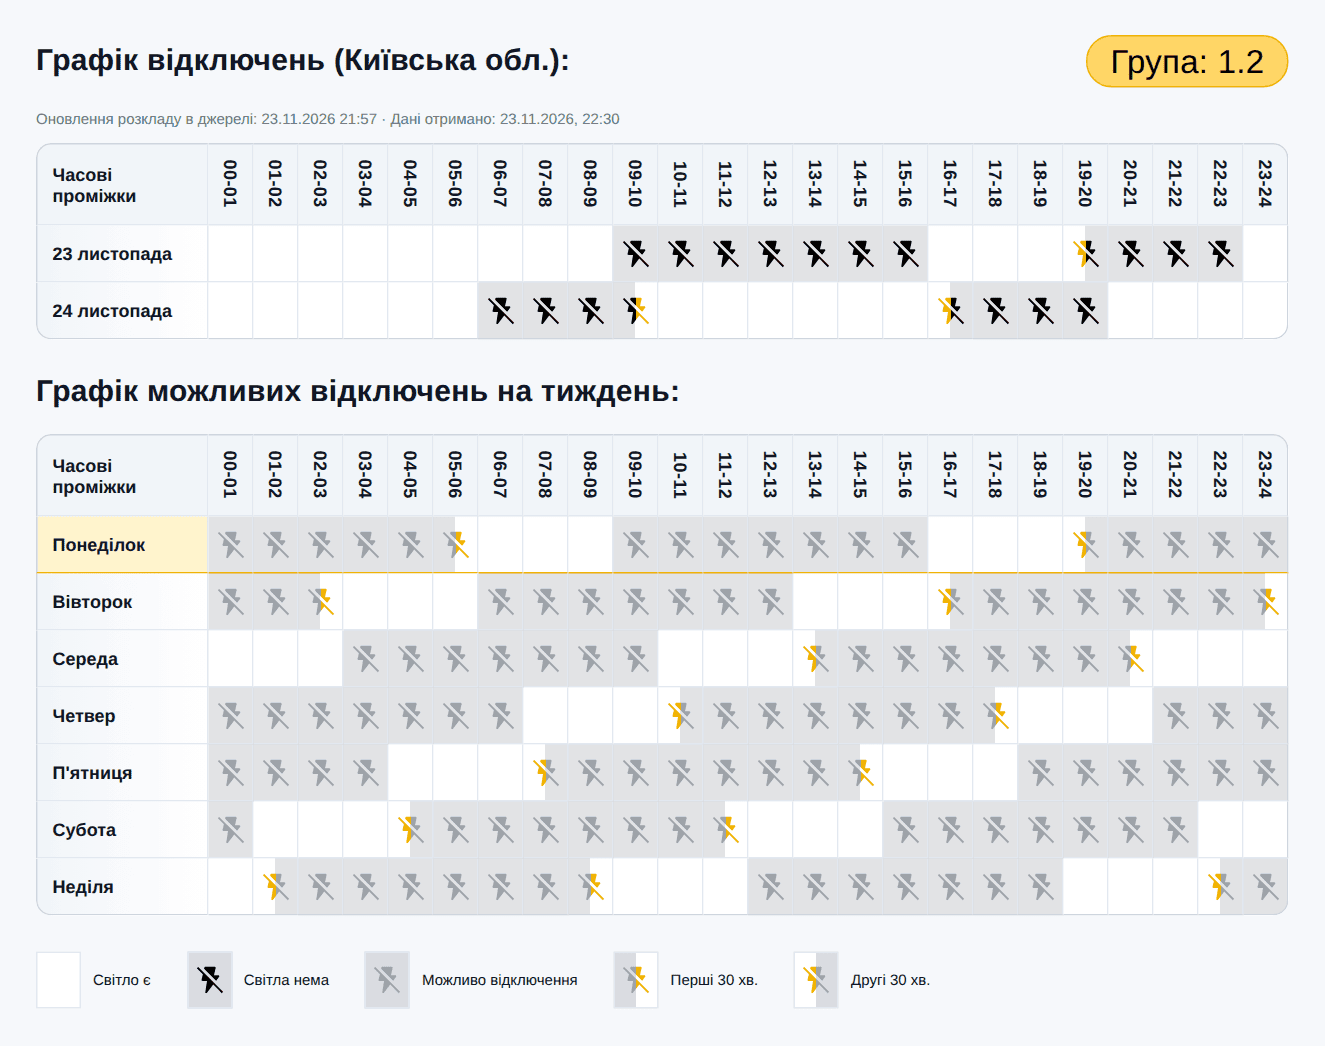 Графік відключень (Київська обл.):
Група: 1.2
Оновлення розкладу в джерелі: 23.11.2026 21:57 · Дані отримано: 23.11.2026, 22:30
Часові проміжки 00-01 01-02 02-03 03-04 04-05 05-06 06-07 07-08 08-09 09-10 10-11 11-12 12-13 13-14 14-15 15-16 16-17 17-18 18-19 19-20 20-21 21-22 22-23 23-24
23 листопада
24 листопада
Графік можливих відключень на тиждень:
Часові проміжки 00-01 01-02 02-03 03-04 04-05 05-06 06-07 07-08 08-09 09-10 10-11 11-12 12-13 13-14 14-15 15-16 16-17 17-18 18-19 19-20 20-21 21-22 22-23 23-24
Понеділок
Вівторок
Середа
Четвер
П'ятниця
Субота
Неділя
Світло є Світла нема Можливо відключення Перші 30 хв. Другі 30 хв.